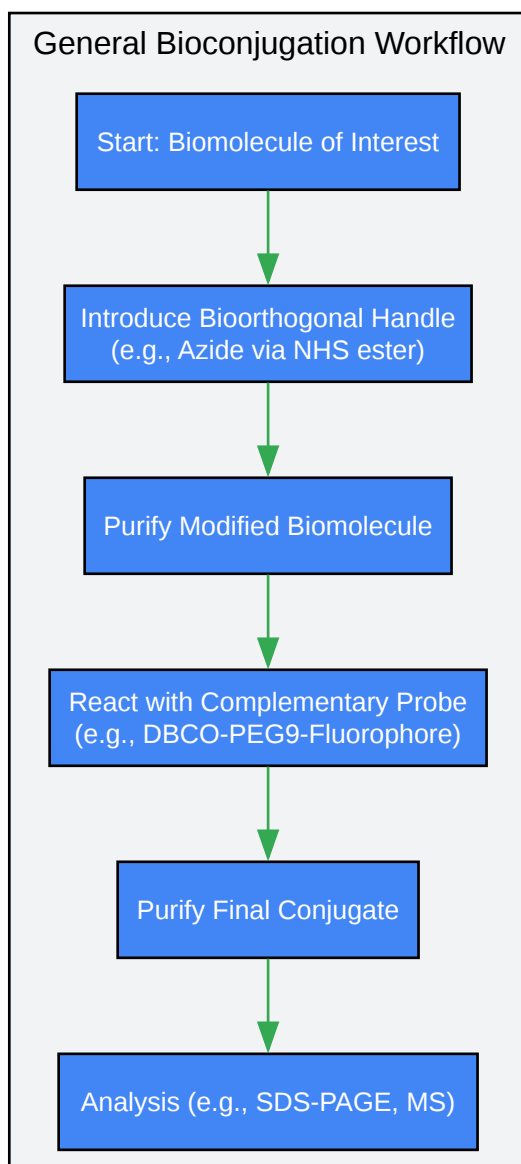 General Bioconjugation Workflow
Start: Biomolecule of Interest
Introduce Bioorthogonal Handle
(e.g., Azide via NHS ester)
Purify Modified Biomolecule
React with Complementary Probe
(e.g., DBCO-PEG9-Fluorophore)
Purify Final Conjugate
Analysis (e.g., SDS-PAGE, MS)